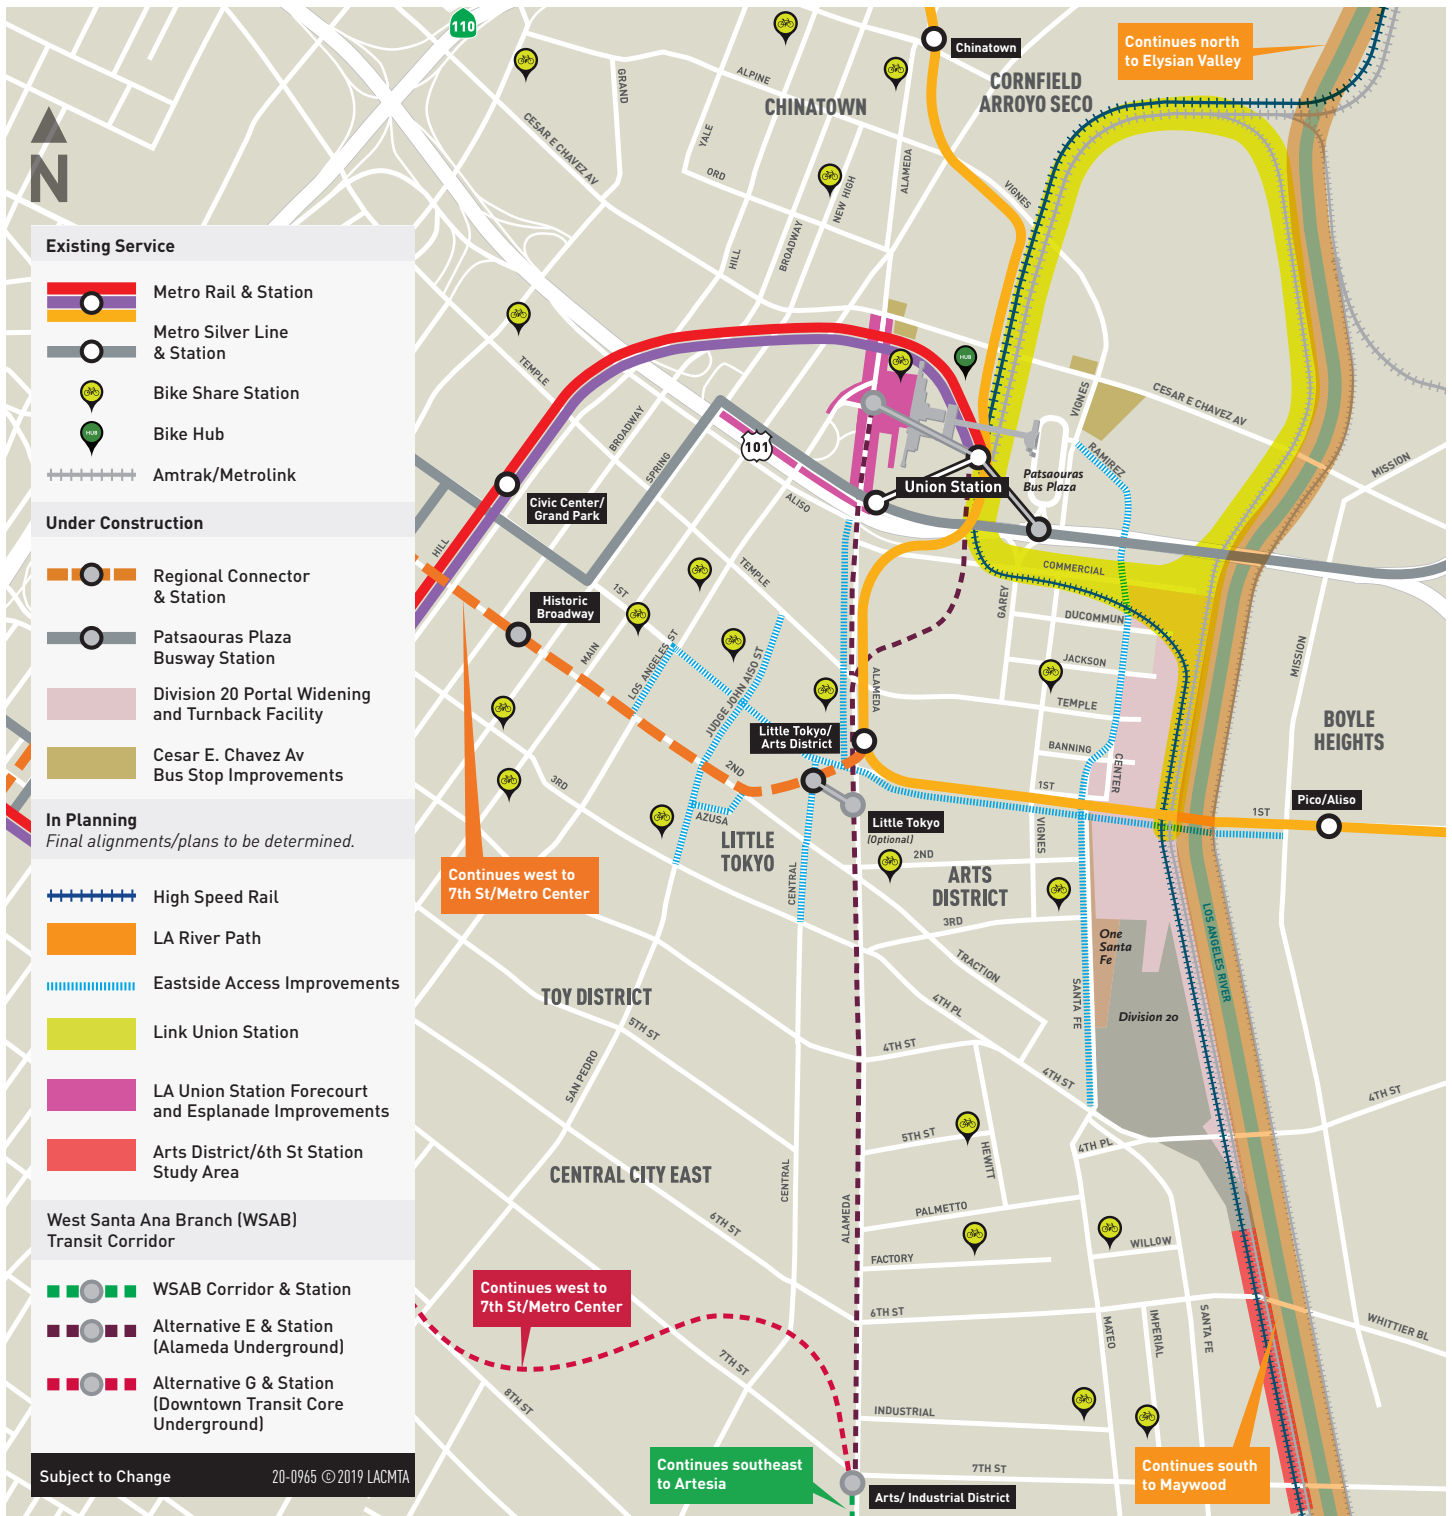 110
Chinatown
Continues north
to Elysian Valley
CORNFIELD
ARROYO SECO
CHINATOWN
GRAND
ALPINE
CESAR E CHAVEZ AV
YALE
ORD
ALAMEDA
NEW HIGH
VIGNES
HILL
BROADWAY
N
Existing Service
Metro Rail & Station
Metro Silver Line
& Station
Bike Share Station
HUB
Bike Hub
Amtrak/Metrolink
Under Construction
Regional Connector
& Station
Patsaouras Plaza
Busway Station
Division 20 Portal Widening
and Turnback Facility
Cesar E. Chavez Av
Bus Stop Improvements
In Planning
Final alignments/plans to be determined.
High Speed Rail
LA River Path
Eastside Access Improvements
Link Union Station
LA Union Station Forecourt
and Esplanade Improvements
Arts District/6th St Station
Study Area
West Santa Ana Branch (WSAB)
Transit Corridor
WSAB Corridor & Station
Alternative E & Station
(Alameda Underground)
Alternative G & Station
(Downtown Transit Core
Underground)
Subject to Change
20-0965 ©2019 LACMTA
TEMPLE
BROADWAY
SPRING
101
ALISO
HUB
VIGNES
CESAR E CHAVEZ AV
RAMIREZ
MISSION
Union Station
Patsaouras
Bus Plaza
Civic Center/
Grand Park
HILL
1ST
TEMPLE
COMMERCIAL
GAREY
DUCOMMUN
Historic
Broadway
MAIN
LOS ANGELES ST
JUDGE JOHN AISO ST
ALAMEDA
JACKSON
TEMPLE
MISSION
BOYLE
HEIGHTS
Little Tokyo/
Arts District
BANNING
CENTER
2ND
3RD
1ST
Pico/Aliso
1ST
AZUSA
LITTLE
TOKYO
Little Tokyo
(Optional)
VIGNES
2ND
Continues west to
7th St/Metro Center
CENTRAL
ARTS
DISTRICT
3RD
LOS ANGELES RIVER
One
Santa
Fe
TRACTION
TOY DISTRICT
4TH PL
SANTA FE
Division 20
5TH ST
SAN PEDRO
4TH ST
4TH ST
4TH ST
5TH ST
HEWITT
4TH PL
CENTRAL CITY EAST
CENTRAL
ALAMEDA
6TH ST
PALMETTO
WILLOW
FACTORY
Continues west to
7th St/Metro Center
6TH ST
MATEO
IMPERIAL
SANTA FE
WHITTIER BL
7TH ST
8TH ST
INDUSTRIAL
Continues southeast
to Artesia
7TH ST
Continues south
to Maywood
Arts/ Industrial District